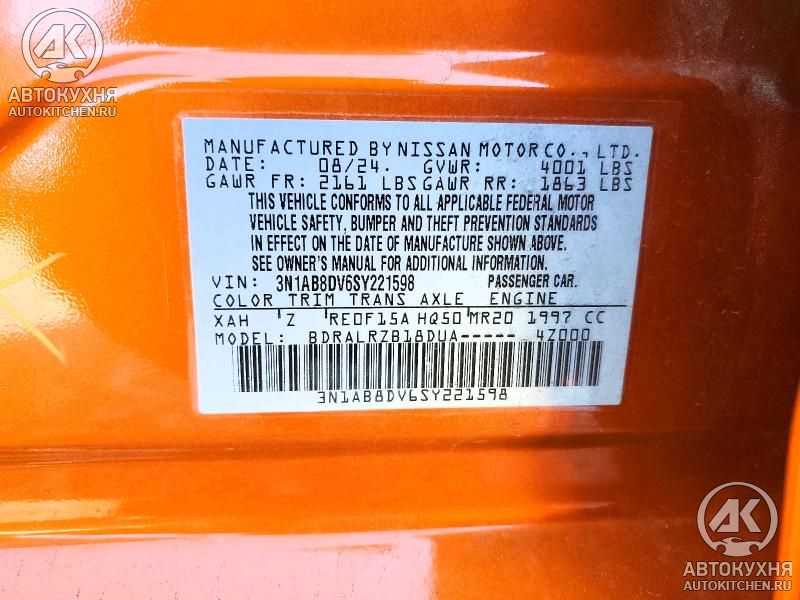 АК
АВТОКУХНЯ
AUTOKITCHEN.RU
MANUFACTURED BY NISSAN MOTOR CO., LTD.
DATE: 08/24. GVWR: 4001 LBS
GAWR FR: 2161 LBS GAWR RR: 1863 LBS
THIS VEHICLE CONFORMS TO ALL APPLICABLE FEDERAL MOTOR
VEHICLE SAFETY, BUMPER AND THEFT PREVENTION STANDARDS
IN EFFECT ON THE DATE OF MANUFACTURE SHOWN ABOVE.
SEE OWNER'S MANUAL FOR ADDITIONAL INFORMATION.
VIN: 3N1AB8DV6SY221598 PASSENGER CAR.
COLOR TRIM TRANS AXLE ENGINE
XAH Z RE0F15A HQ50 MR20 1997 CC
MODEL: BDRALRZB18DUA----- 4Z000
3N1AB8DV6SY221598
АК
АВТОКУХНЯ
AUTOKITCHEN.RU